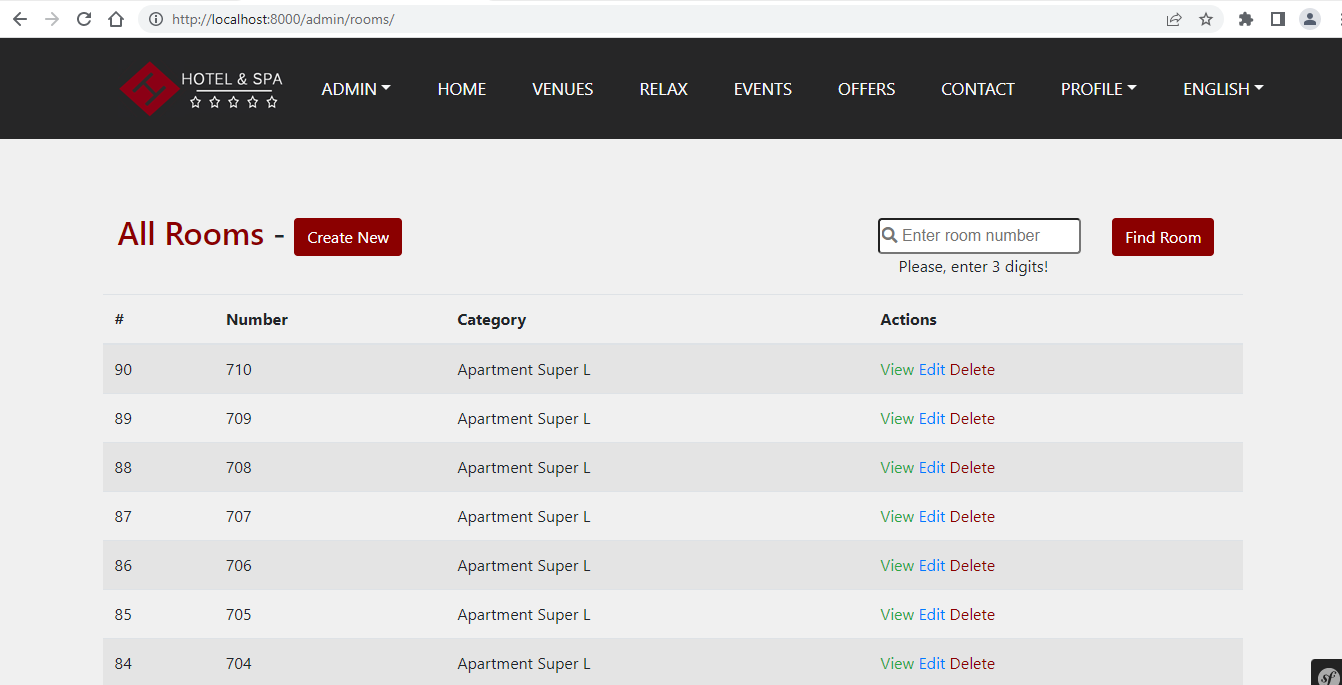 http://localhost:8000/admin/rooms/
HOTEL & SPA
ADMIN HOME VENUES RELAX EVENTS OFFERS CONTACT PROFILE ENGLISH
All Rooms - Create New Enter room number Find Room
Please, enter 3 digits!
# Number Category Actions
90 710 Apartment Super L View Edit Delete
89 709 Apartment Super L View Edit Delete
88 708 Apartment Super L View Edit Delete
87 707 Apartment Super L View Edit Delete
86 706 Apartment Super L View Edit Delete
85 705 Apartment Super L View Edit Delete
84 704 Apartment Super L View Edit Delete
sf